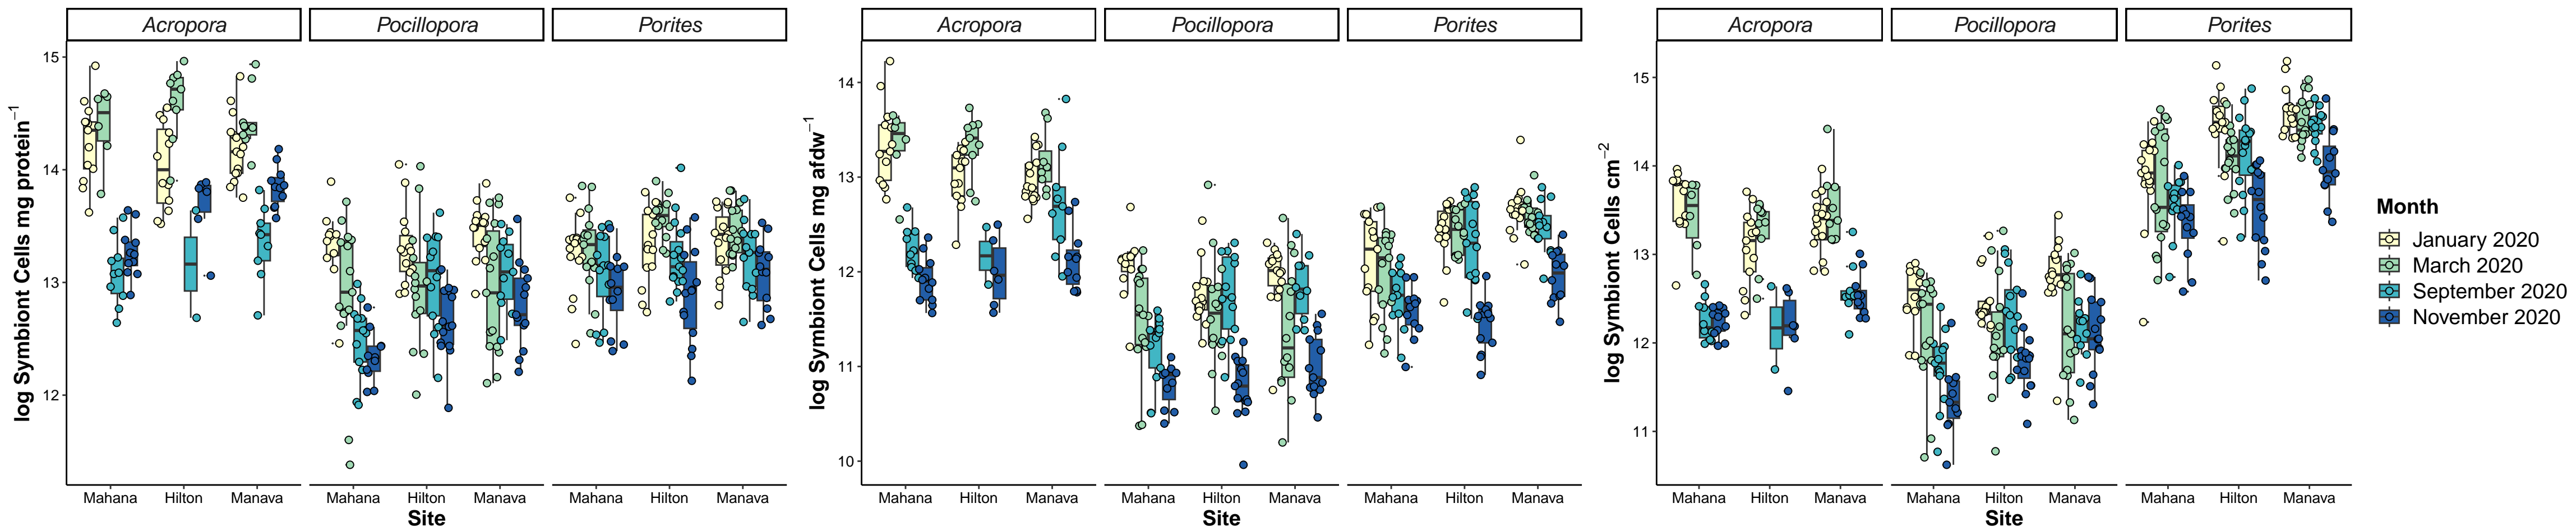 Acropora
Pocillopora
Porites
log Symbiont Cells mg protein⁻¹
15
14
13
12
Mahana Hilton Manava
Mahana Hilton Manava
Mahana Hilton Manava
Site
Acropora
Pocillopora
Porites
log Symbiont Cells mg afdw⁻¹
14
13
12
11
10
Mahana Hilton Manava
Mahana Hilton Manava
Mahana Hilton Manava
Site
Acropora
Pocillopora
Porites
log Symbiont Cells cm⁻²
15
14
13
12
11
Mahana Hilton Manava
Mahana Hilton Manava
Mahana Hilton Manava
Site
Month
January 2020
March 2020
September 2020
November 2020